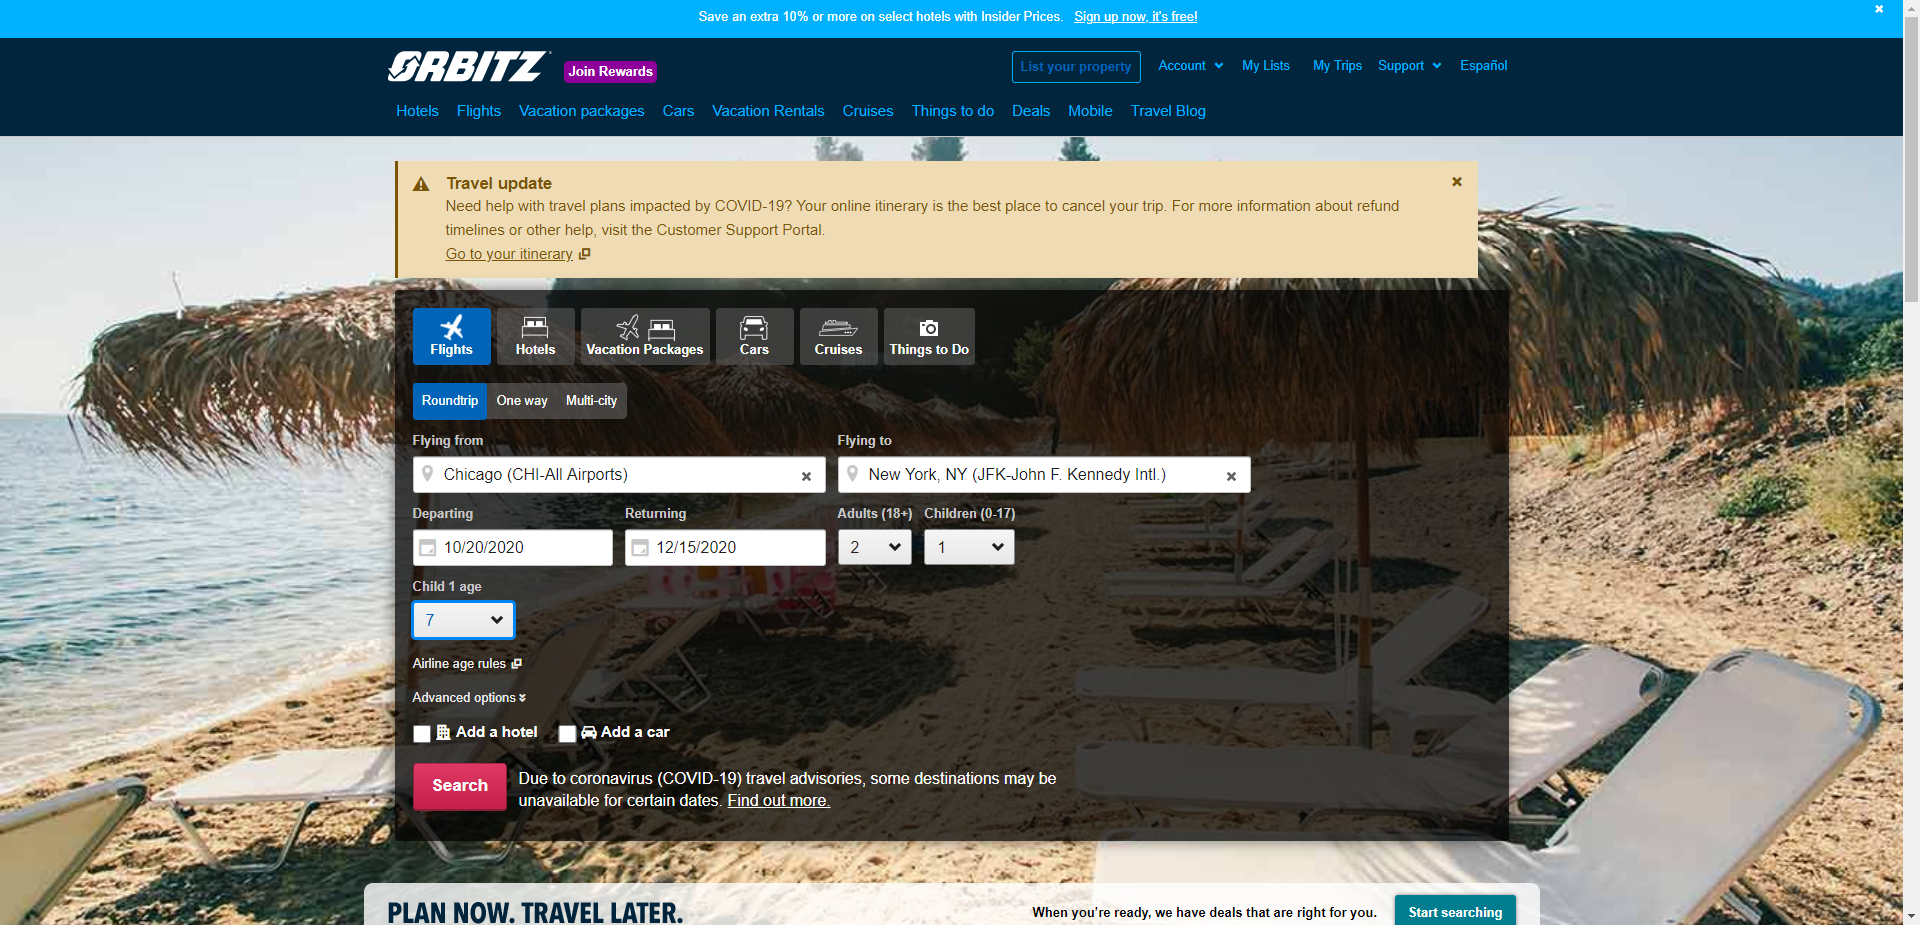 Save an extra 10% or more on select hotels with Insider Prices. Sign up now, it's free!
ORBITZ
Join Rewards
List your property
Account
My Lists
My Trips
Support
Español
Hotels
Flights
Vacation packages
Cars
Vacation Rentals
Cruises
Things to do
Deals
Mobile
Travel Blog
Travel update
Need help with travel plans impacted by COVID-19? Your online itinerary is the best place to cancel your trip. For more information about refund
timelines or other help, visit the Customer Support Portal.
Go to your itinerary
Flights
Hotels
Vacation Packages
Cars
Cruises
Things to Do
Roundtrip
One way
Multi-city
Flying from
Flying to
Chicago (CHI-All Airports)
New York, NY (JFK-John F. Kennedy Intl.)
Departing
Returning
Adults (18+)
Children (0-17)
10/20/2020
12/15/2020
2
1
Child 1 age
7
Airline age rules
Advanced options
Add a hotel
Add a car
Search
Due to coronavirus (COVID-19) travel advisories, some destinations may be
unavailable for certain dates. Find out more.
PLAN NOW. TRAVEL LATER.
When you're ready, we have deals that are right for you.
Start searching